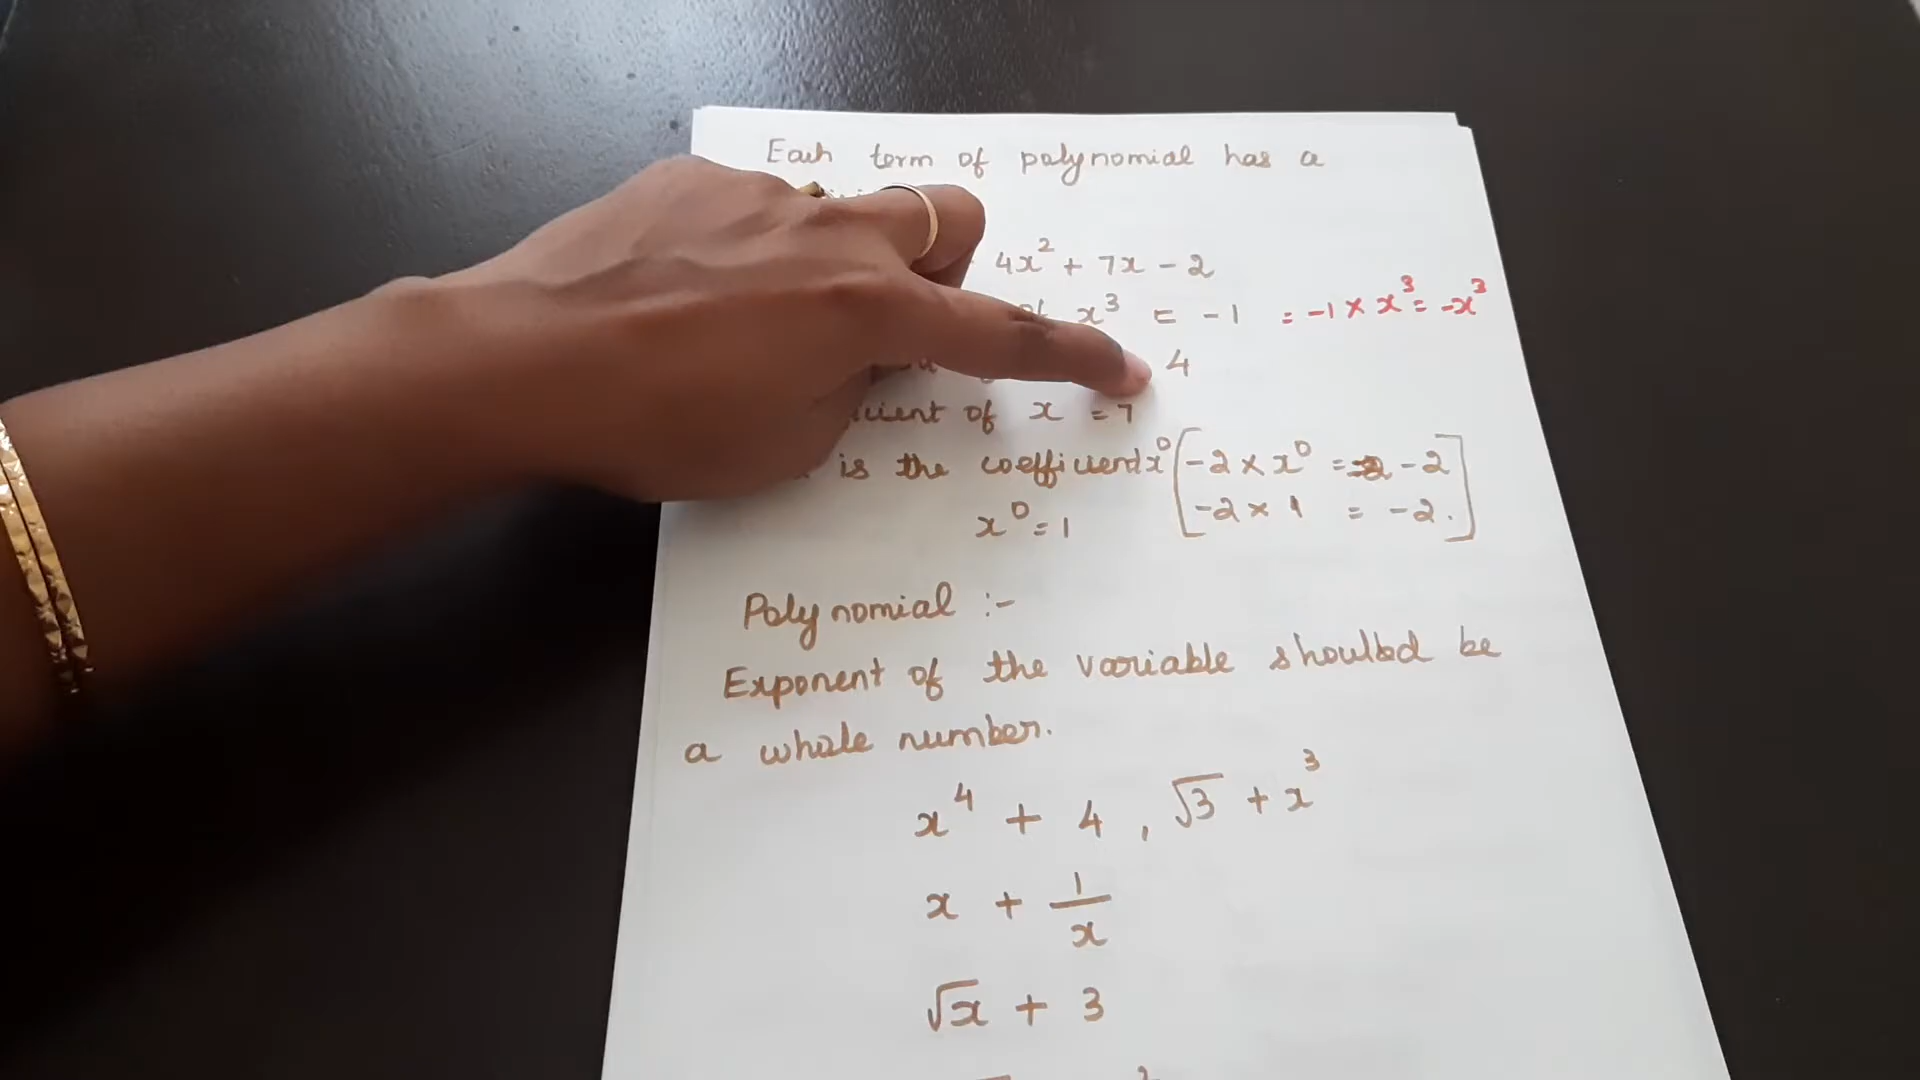 Each term of polynomial has a
4x² + 7x - 2
of x³ = -1 = -1 × x³ = -x³
4
of x = 7
is the coefficient x⁰ [-2 × x⁰ = -2
x⁰ = 1 -2 × 1 = -2.]
Polynomial :-
Exponent of the variable shoulbd be
a whole number.
x⁴ + 4, √3 + x³
x + 1/x
√x + 3